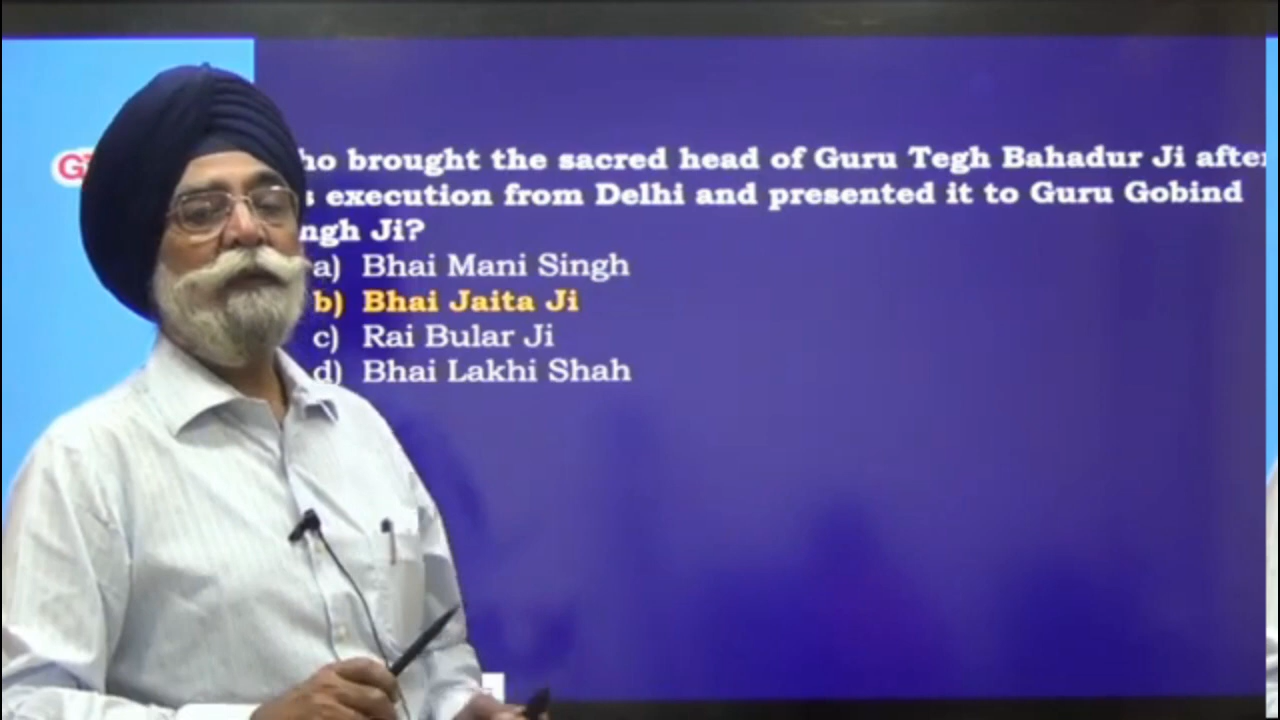 ho brought the sacred head of Guru Tegh Bahadur Ji after
s execution from Delhi and presented it to Guru Gobind
ngh Ji?
a) Bhai Mani Singh
b) Bhai Jaita Ji
c) Rai Bular Ji
d) Bhai Lakhi Shah